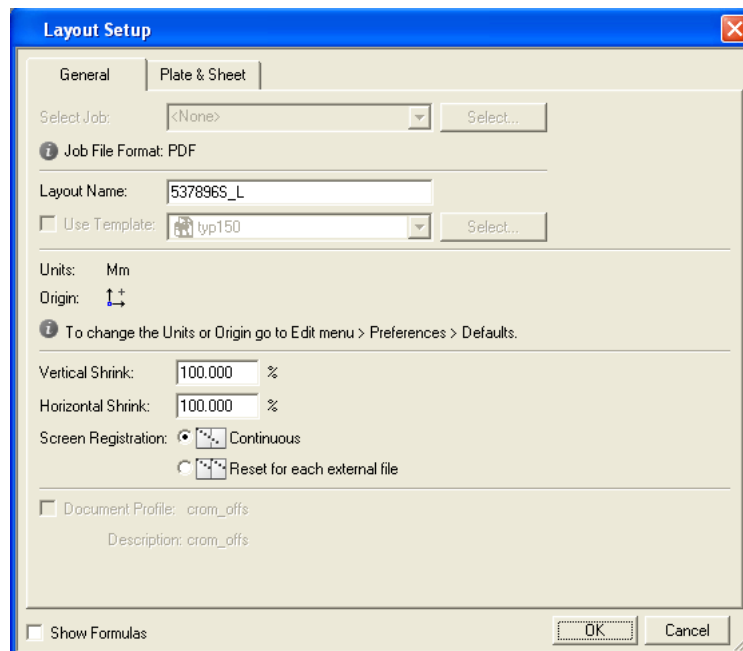 Layout Setup
General Plate & Sheet
Select Job: <None> Select...
Job File Format: PDF
Layout Name: 537896S_L
Use Template: typ150 Select...
Units: Mm
Origin:
To change the Units or Origin go to Edit menu > Preferences > Defaults.
Vertical Shrink: 100.000 %
Horizontal Shrink: 100.000 %
Screen Registration: Continuous
Reset for each external file
Document Profile: crom_offs
Description: crom_offs
Show Formulas OK Cancel